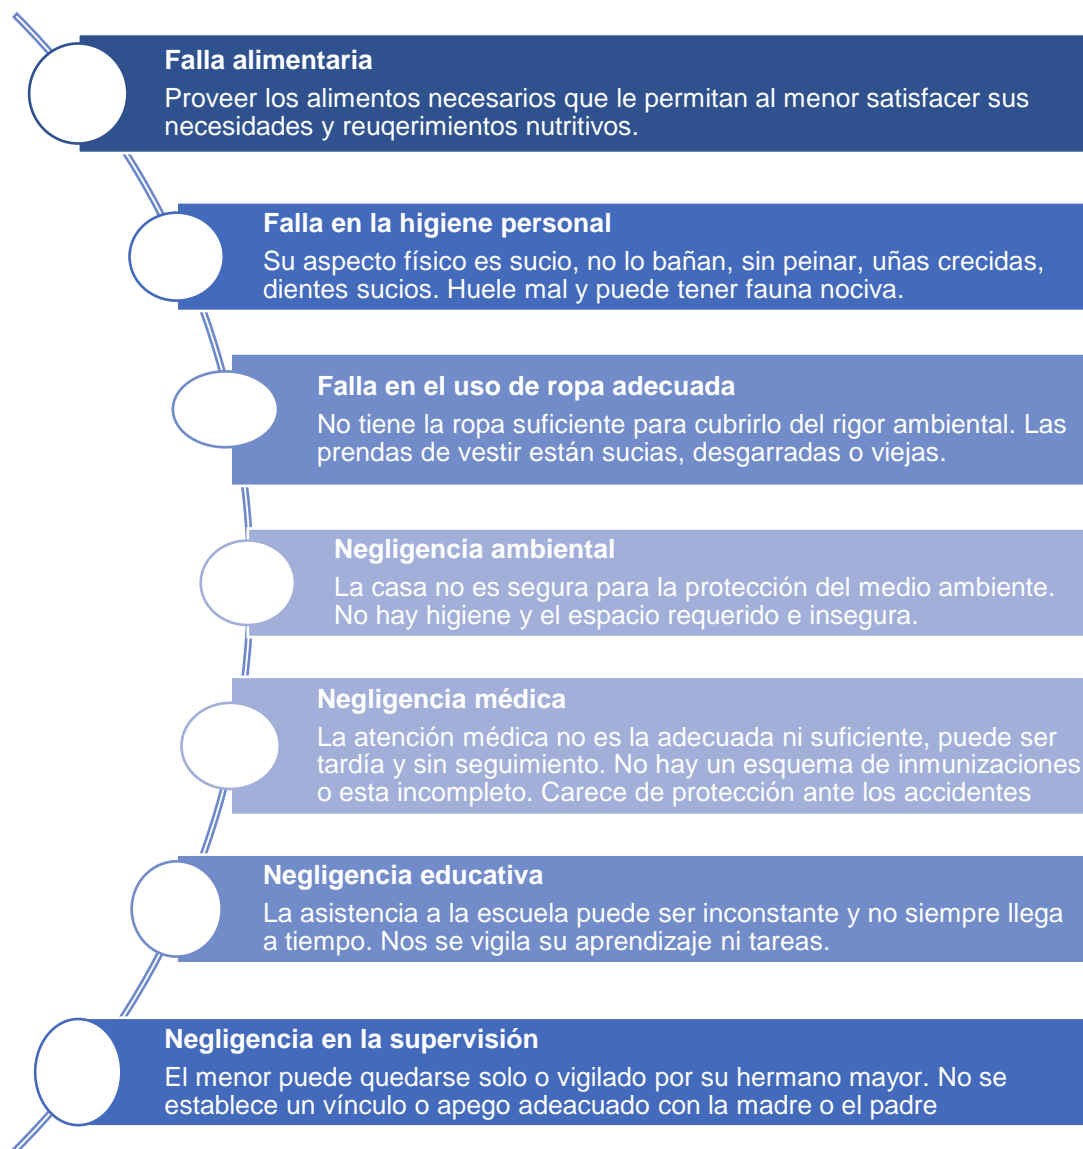 Falla alimentaria
Proveer los alimentos necesarios que le permitan al menor satisfacer sus
necesidades y reuqerimientos nutritivos.
Falla en la higiene personal
Su aspecto físico es sucio, no lo bañan, sin peinar, uñas crecidas,
dientes sucios. Huele mal y puede tener fauna nociva.
Falla en el uso de ropa adecuada
No tiene la ropa suficiente para cubrirlo del rigor ambiental. Las
prendas de vestir están sucias, desgarradas o viejas.
Negligencia ambiental
La casa no es segura para la protección del medio ambiente.
No hay higiene y el espacio requerido e insegura.
Negligencia médica
La atención médica no es la adecuada ni suficiente, puede ser
tardía y sin seguimiento. No hay un esquema de inmunizaciones
o esta incompleto. Carece de protección ante los accidentes
Negligencia educativa
La asistencia a la escuela puede ser inconstante y no siempre llega
a tiempo. Nos se vigila su aprendizaje ni tareas.
Negligencia en la supervisión
El menor puede quedarse solo o vigilado por su hermano mayor. No se
establece un vínculo o apego adeacuado con la madre o el padre